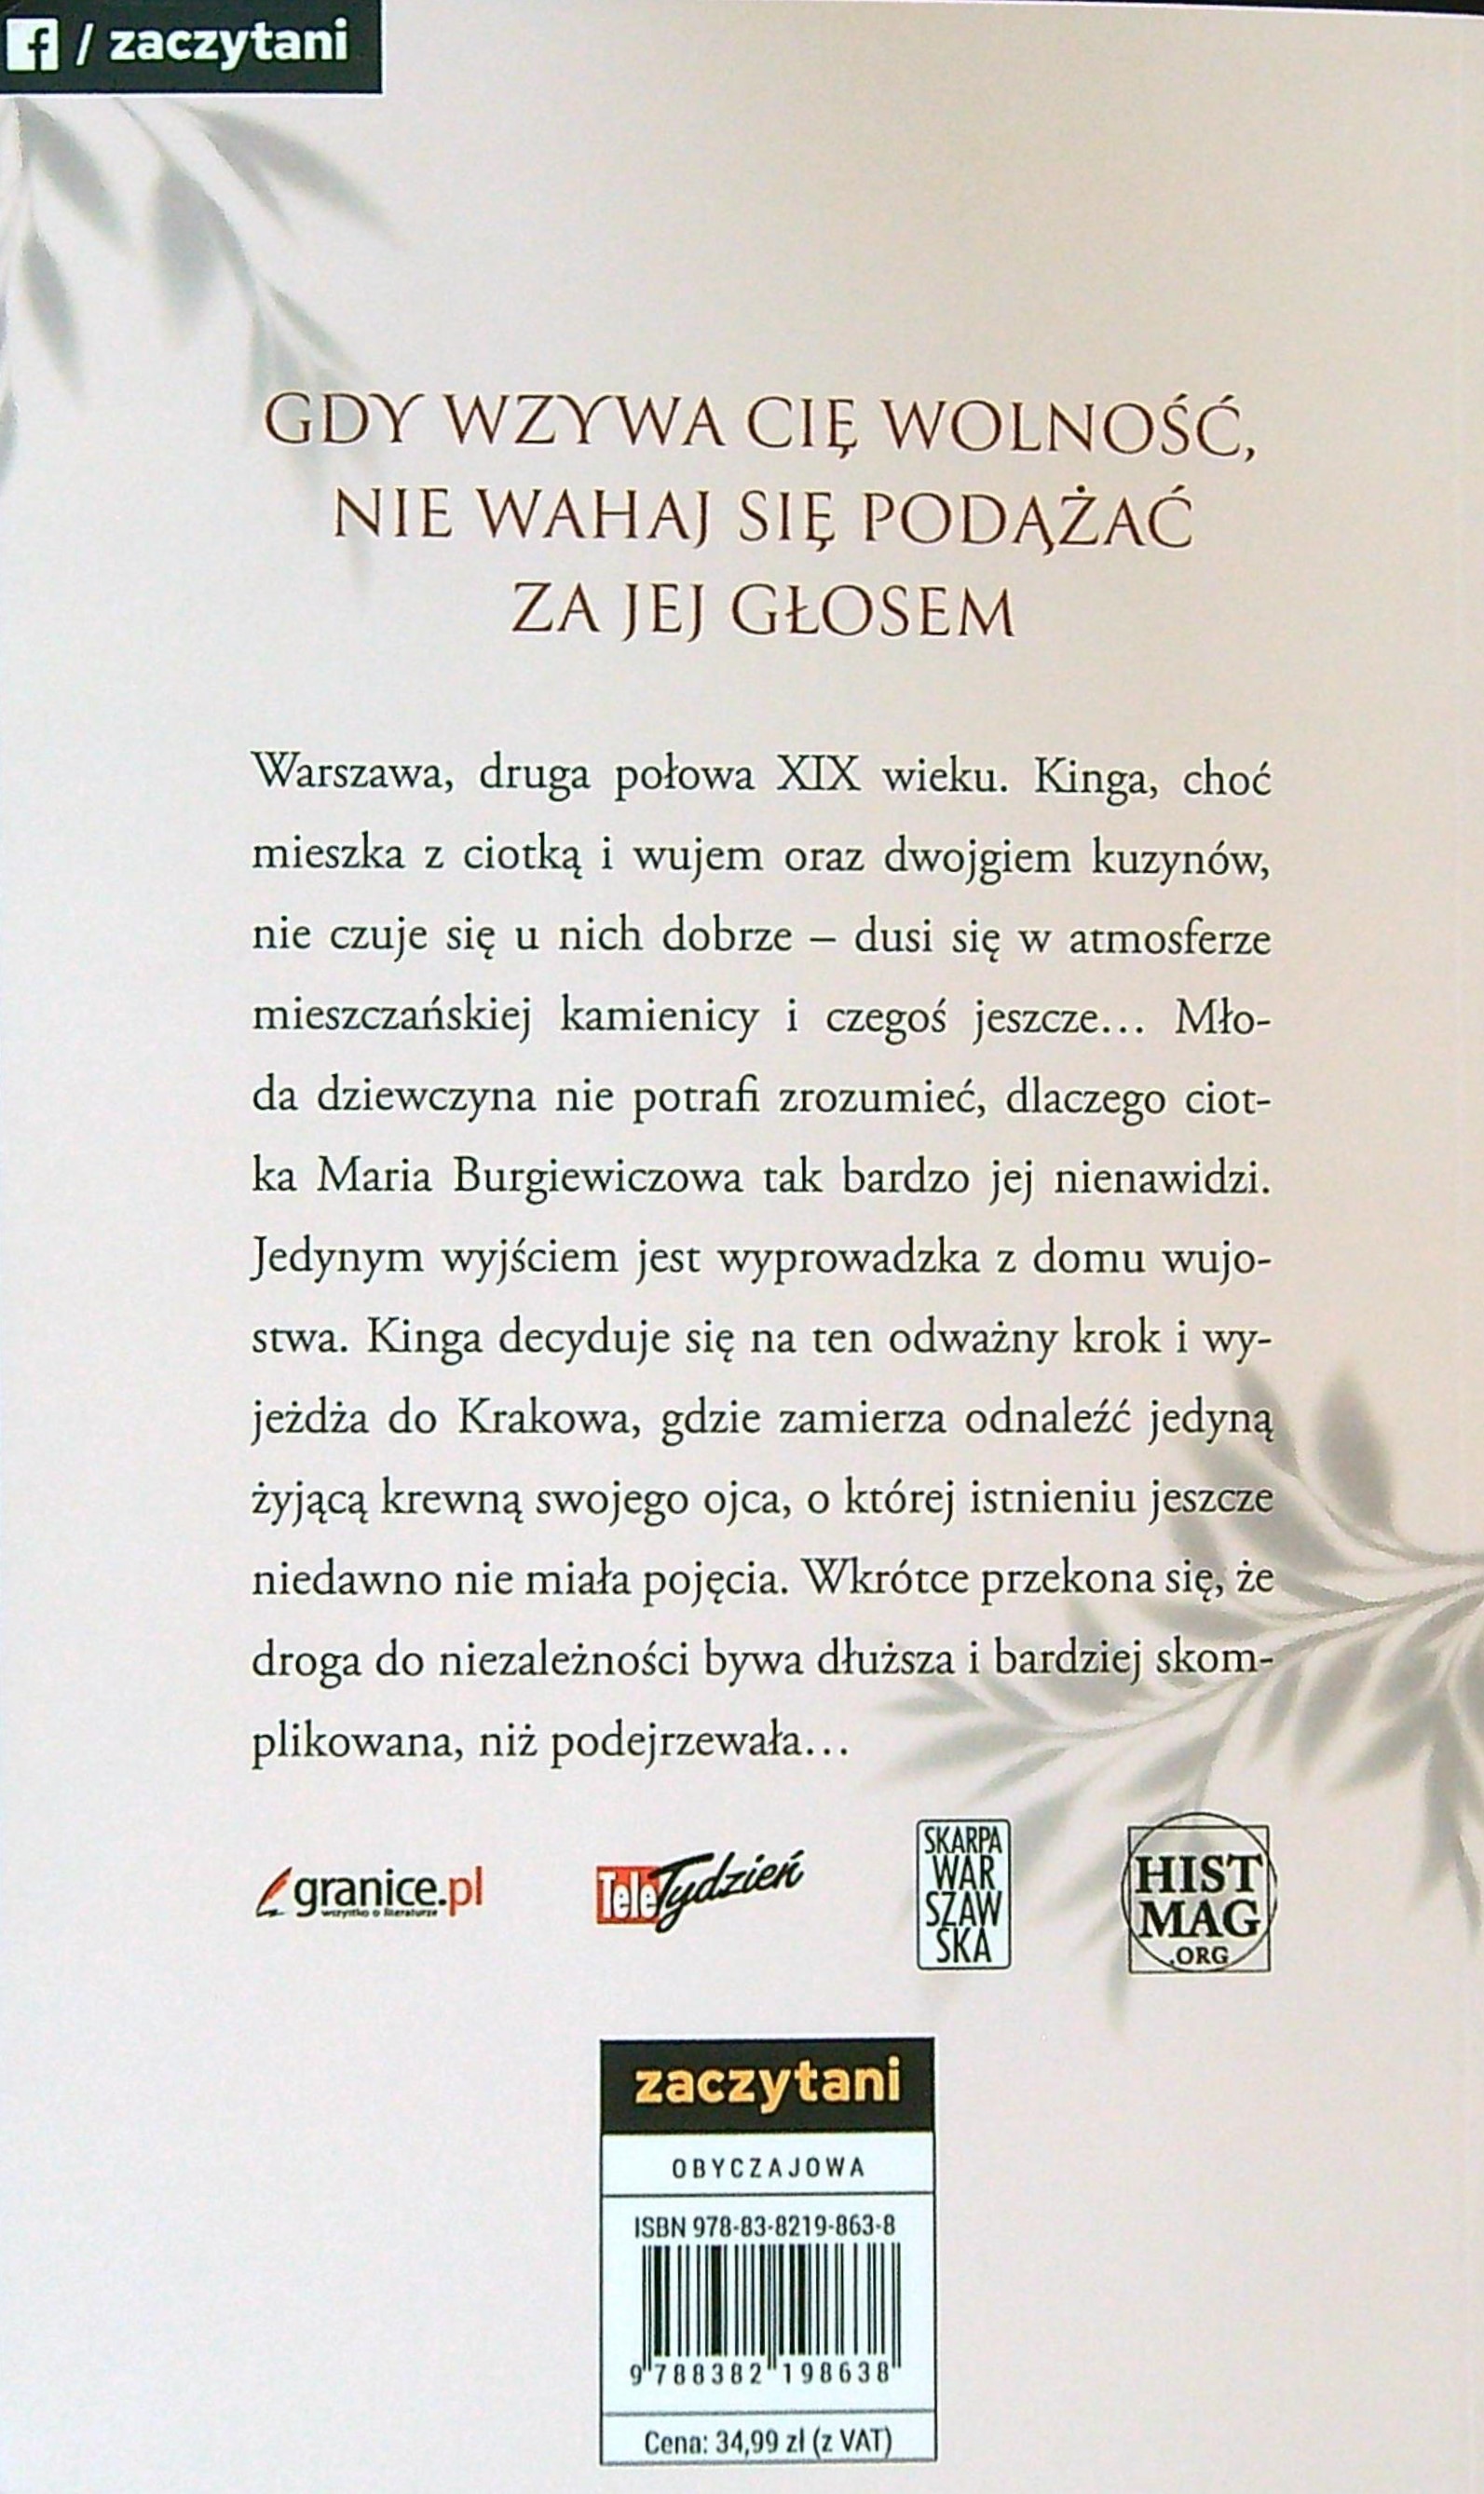 f / zaczytani
GDY WZYWA CIĘ WOLNOŚĆ,
NIE WAHAJ SIĘ PODĄŻAĆ
ZA JEJ GŁOSEM
Warszawa, druga połowa XIX wieku. Kinga, choć
mieszka z ciotką i wujem oraz dwojgiem kuzynów,
nie czuje się u nich dobrze – dusi się w atmosferze
mieszczańskiej kamienicy i czegoś jeszcze... Mło-
da dziewczyna nie potrafi zrozumieć, dlaczego ciot-
ka Maria Burgiewiczowa tak bardzo jej nienawidzi.
Jedynym wyjściem jest wyprowadzka z domu wujo-
stwa. Kinga decyduje się na ten odważny krok i wy-
jeżdża do Krakowa, gdzie zamierza odnaleźć jedyną
żyjącą krewną swojego ojca, o której istnieniu jeszcze
niedawno nie miała pojęcia. Wkrótce przekona się, że
droga do niezależności bywa dłuższa i bardziej skom-
plikowana, niż podejrzewała...
granice.pl
wszystko o literaturze
Tele Tydzień
SKARPA
WAR
SZAW
SKA
HIST
MAG
.ORG
zaczytani
OBYCZAJOWA
ISBN 978-83-8219-863-8
9 788382 198638
Cena: 34,99 zł (z VAT)